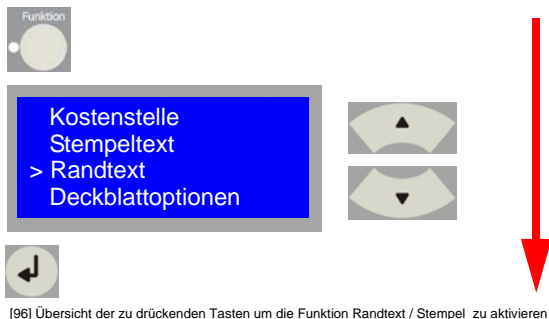 Funktion
Kostenstelle
Stempeltext
> Randtext
Deckblattoptionen
[96] Übersicht der zu drückenden Tasten um die Funktion Randtext / Stempel zu aktivieren